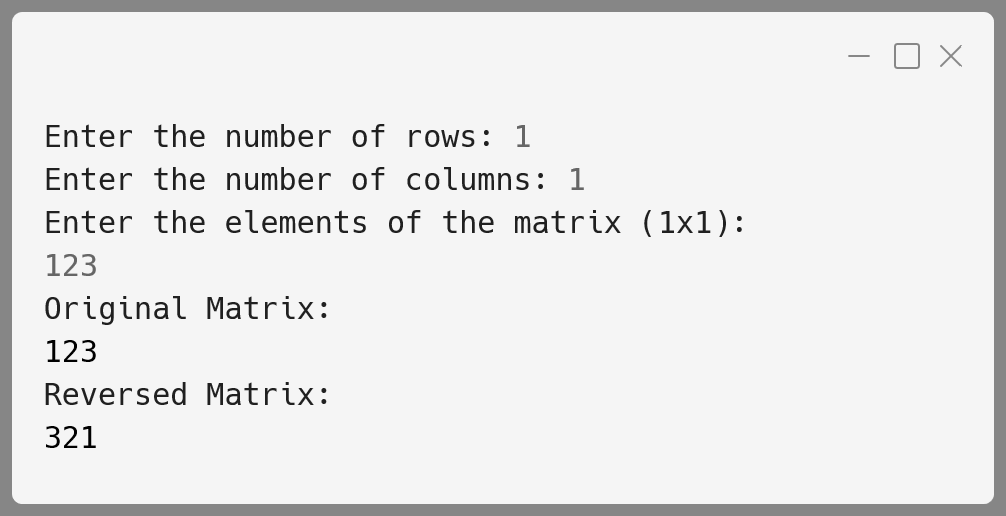 Enter the number of rows: 1
Enter the number of columns: 1
Enter the elements of the matrix (1x1):
123
Original Matrix:
123
Reversed Matrix:
321